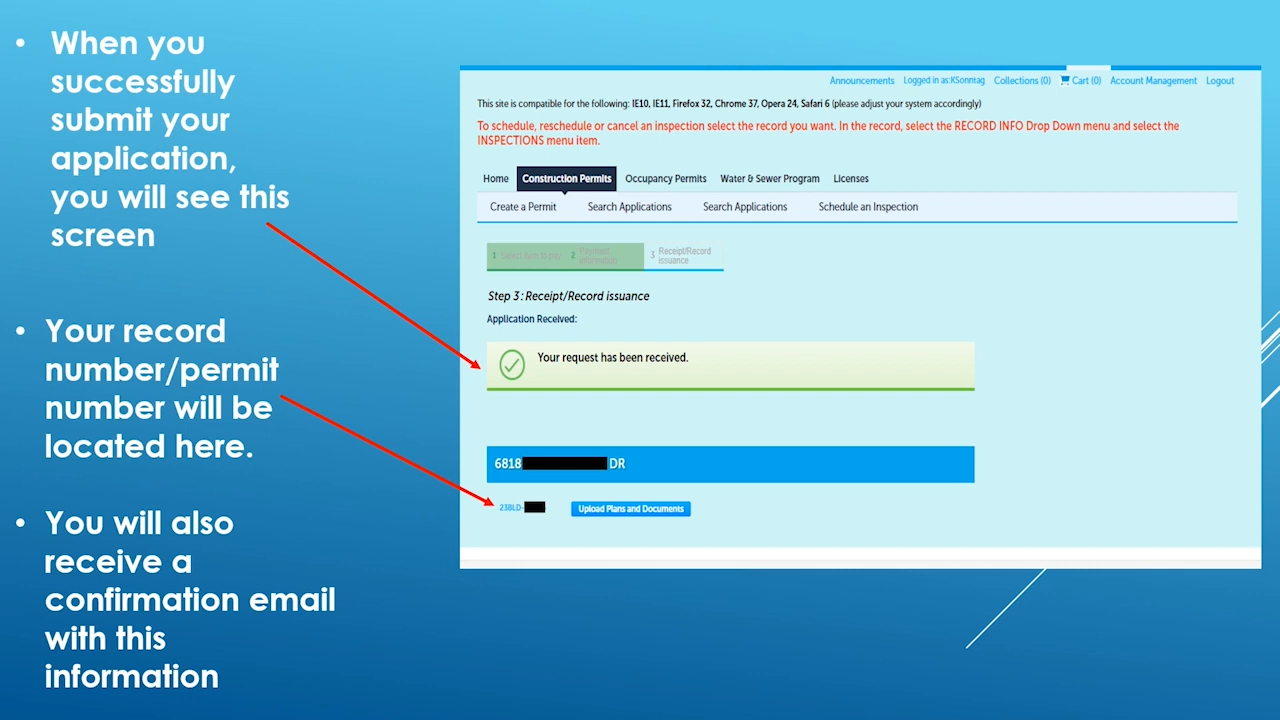 • When you
successfully
submit your
application,
you will see this
screen
• Your record
number/permit
number will be
located here.
• You will also
receive a
confirmation email
with this
information
Announcements Logged in as:KSonntag Collections (0) Cart (0) Account Management Logout
This site is compatible for the following: IE10, IE11, Firefox 32, Chrome 37, Opera 24, Safari 6 (please adjust your system accordingly)
To schedule, reschedule or cancel an inspection select the record you want. In the record, select the RECORD INFO Drop Down menu and select the
INSPECTIONS menu item.
Home Construction Permits Occupancy Permits Water & Sewer Program Licenses
Create a Permit Search Applications Search Applications Schedule an Inspection
1 Select item to pay 2 Payment information 3 Receipt/Record issuance
Step 3: Receipt/Record issuance
Application Received:
Your request has been received.
6818 DR
23BLD- Upload Plans and Documents